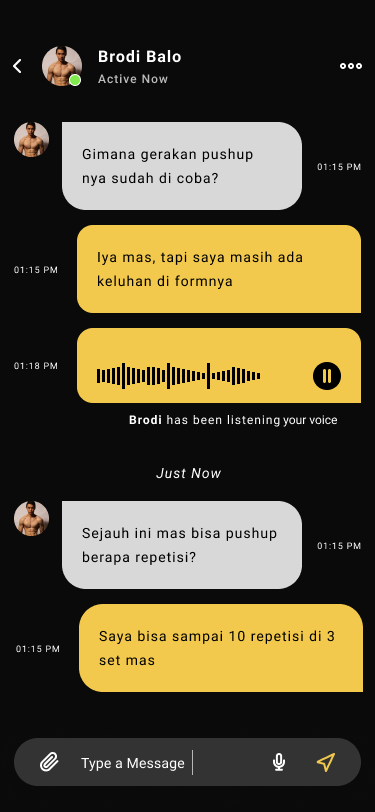 Brodi Balo
Active Now
Gimana gerakan pushup
nya sudah di coba?
01:15 PM
Iya mas, tapi saya masih ada
keluhan di formnya
01:15 PM
01:18 PM
Brodi has been listening your voice
Just Now
Sejauh ini mas bisa pushup
berapa repetisi?
01:15 PM
Saya bisa sampai 10 repetisi di 3
set mas
01:15 PM
Type a Message